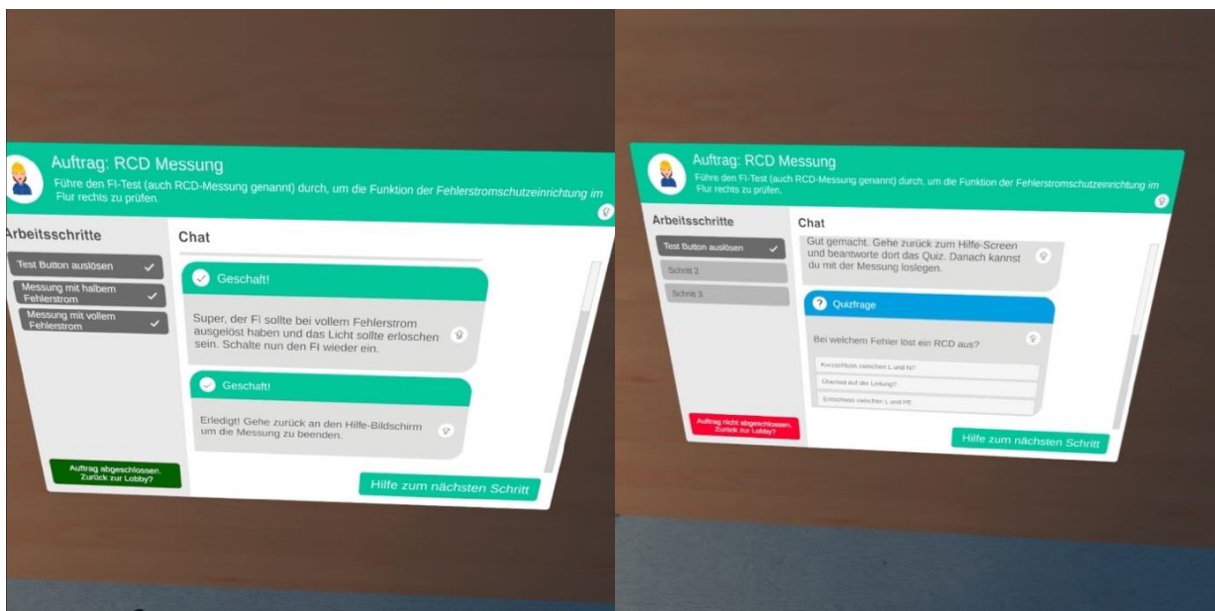 Auftrag: RCD Messung
Führe den FI-Test (auch RCD-Messung genannt) durch, um die Funktion der Fehlerstromschutzeinrichtung im
Flur rechts zu prüfen.
Arbeitsschritte
Test Button auslösen
Messung mit halbem
Fehlerstrom
Messung mit vollem
Fehlerstrom
Auftrag abgeschlossen.
Zurück zur Lobby?
Chat
Geschaft!
Super, der FI sollte bei vollem Fehlerstrom
ausgelöst haben und das Licht sollte erloschen
sein. Schalte nun den FI wieder ein.
Geschaft!
Erledigt! Gehe zurück an den Hilfe-Bildschirm
um die Messung zu beenden.
Hilfe zum nächsten Schritt
Auftrag: RCD Messung
Führe den FI-Test (auch RCD-Messung genannt) durch, um die Funktion der Fehlerstromschutzeinrichtung im
Flur rechts zu prüfen.
Arbeitsschritte
Test Button auslösen
Schritt 2
Schritt 3
Auftrag nicht abgeschlossen.
Zurück zur Lobby?
Chat
Gut gemacht. Gehe zurück zum Hilfe-Screen
und beantworte dort das Quiz. Danach kannst
du mit der Messung loslegen.
? Quizfrage
Bei welchem Fehler löst ein RCD aus?
Kurzschluss zwischen L und N?
Überlast auf der Leitung?
Erdschluss zwischen L und PE
Hilfe zum nächsten Schritt